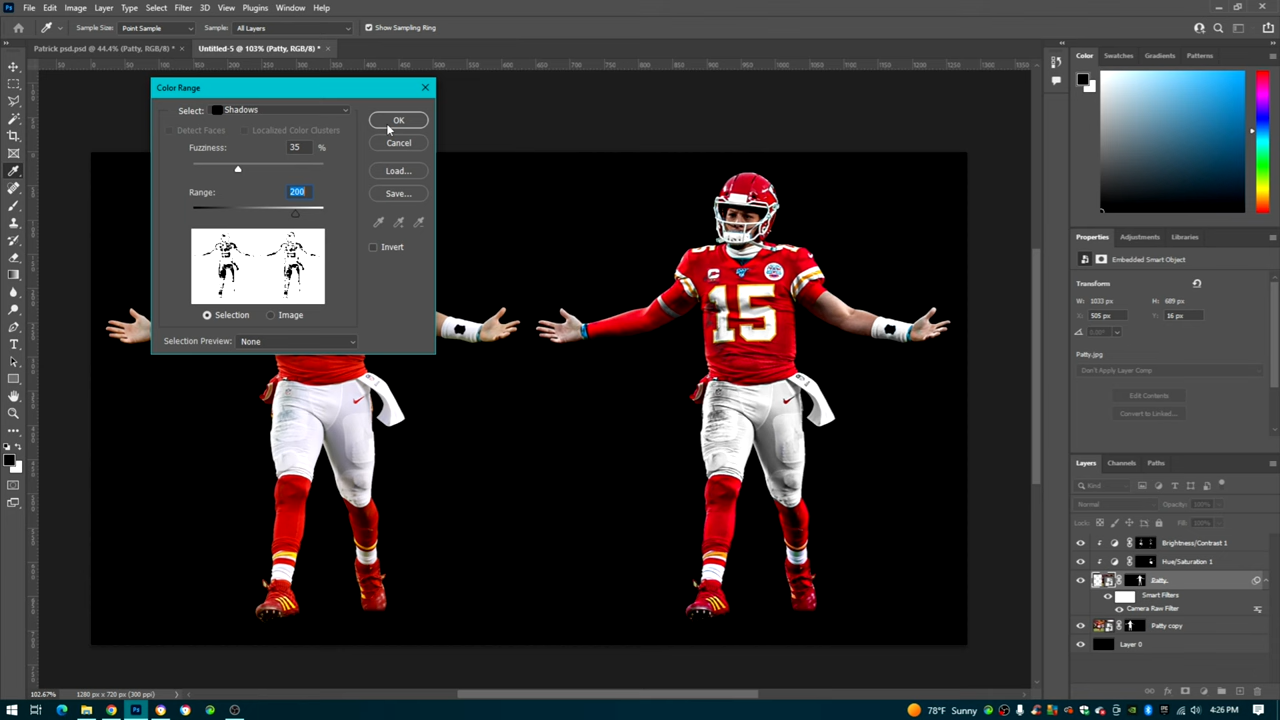 Ps File Edit Image Layer Type Select Filter 3D View Plugins Window Help
Sample Size: Point Sample Sample: All Layers Show Sampling Ring
Patrick psd.psd @ 44.4% (Patty, RGB/8) * × Untitled-5 @ 103% (Patty, RGB/8) * ×
Color Swatches Gradients Patterns
Color Range
Select: Shadows
Detect Faces Localized Color Clusters
Fuzziness: 35 %
Range: 200
OK
Cancel
Load...
Save...
Invert
Selection Image
Selection Preview: None
15
Properties Adjustments Libraries
Embedded Smart Object
Transform
W: 1033 px H: 689 px
X: 505 px Y: 16 px
0.00°
Patty.jpg
Don't Apply Layer Comp
Edit Contents
Convert to Linked...
Layers Channels Paths
Kind
Normal Opacity: 100%
Lock: Fill: 100%
Brightness/Contrast 1
Hue/Saturation 1
Patty.
Smart Filters
Camera Raw Filter
Patty copy
Layer 0
102.67% 1280 px x 720 px (300 ppi)
78°F Sunny 4:26 PM